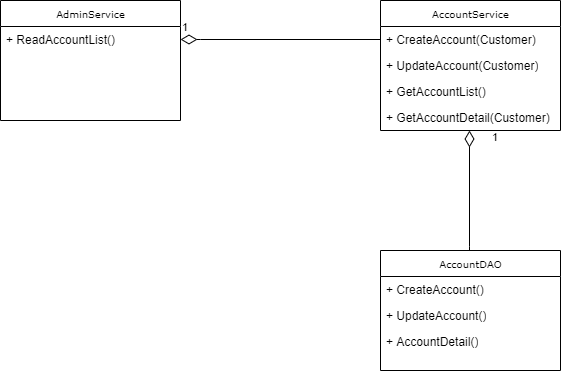 AdminService
+ ReadAccountList()
1
AccountService
+ CreateAccount(Customer)
+ UpdateAccount(Customer)
+ GetAccountList()
+ GetAccountDetail(Customer)
1
AccountDAO
+ CreateAccount()
+ UpdateAccount()
+ AccountDetail()